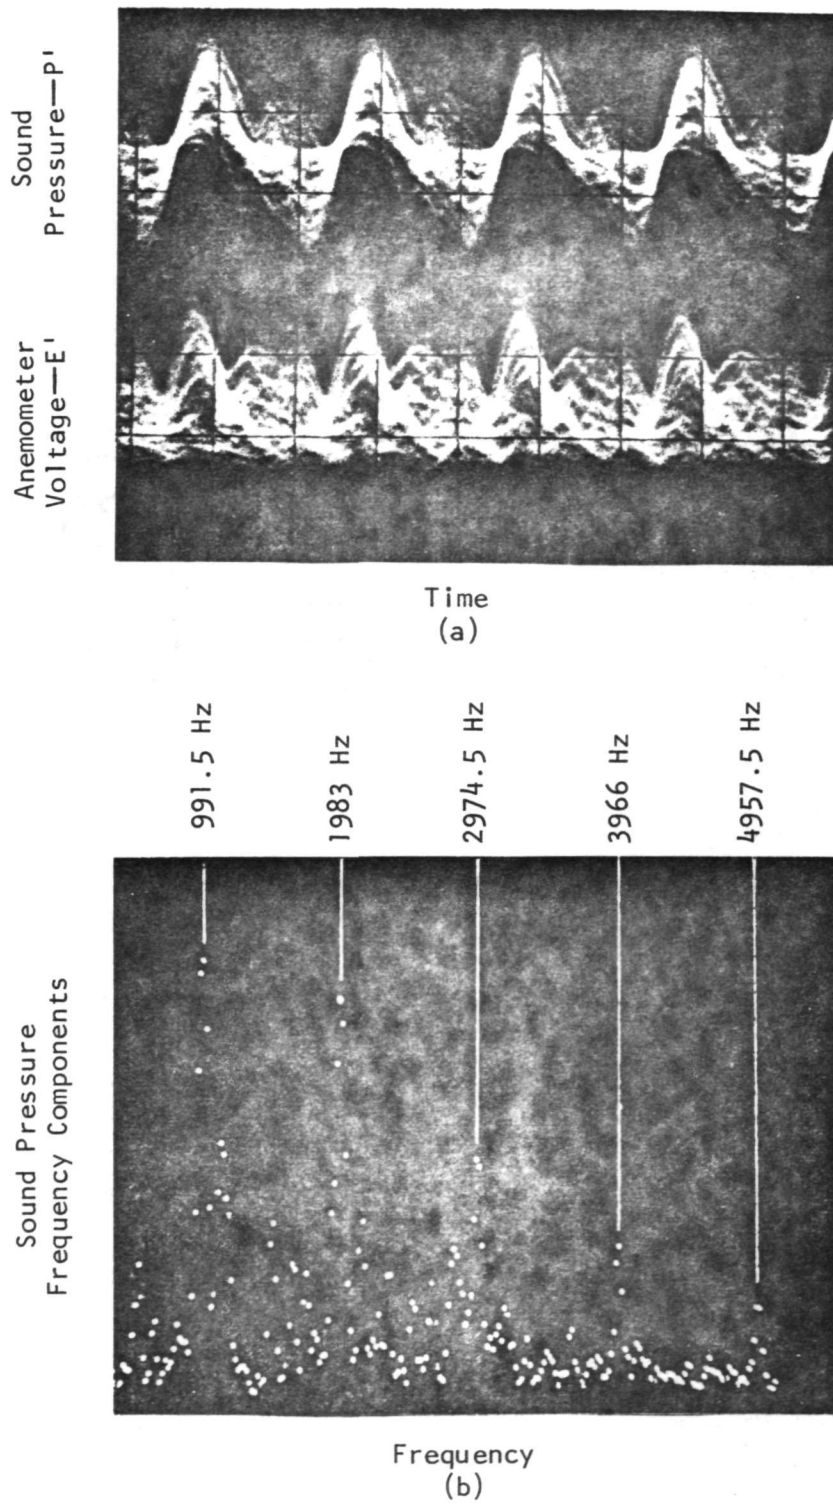 Sound
Pressure—P'
Anemometer
Voltage—E'
Time
(a)
991.5 Hz
1983 Hz
2974.5 Hz
3966 Hz
4957.5 Hz
Sound Pressure
Frequency Components
Frequency
(b)